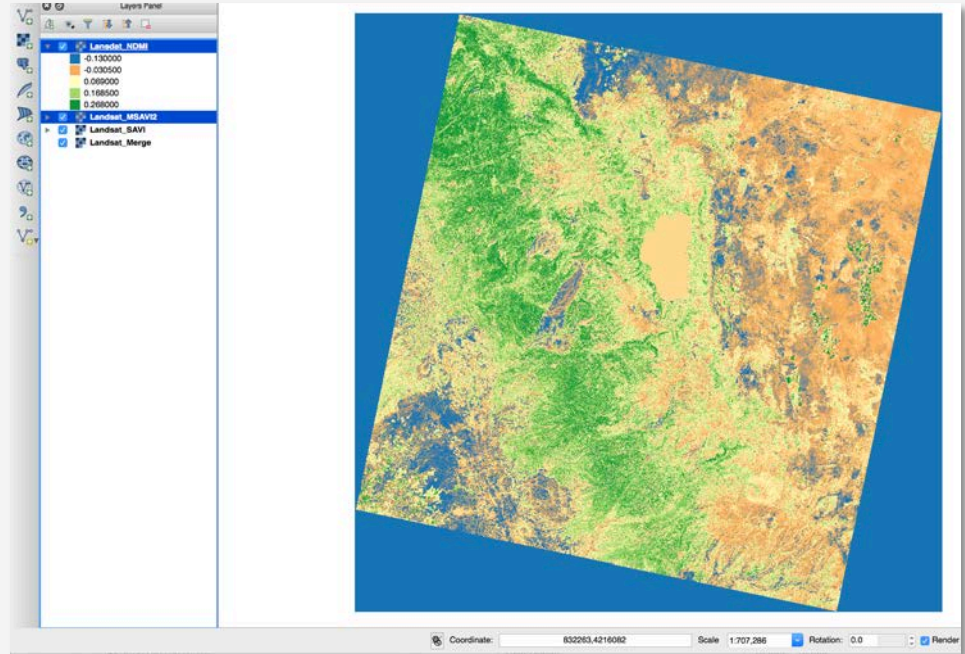 Layers Panel
Lansdat_NDMI
-0.130000
-0.030500
0.069000
0.168500
0.268000
Landsat_MSAVI2
Landsat_SAVI
Landsat_Merge
Coordinate: 832263,4216082 Scale 1:707,286 Rotation: 0.0 Render